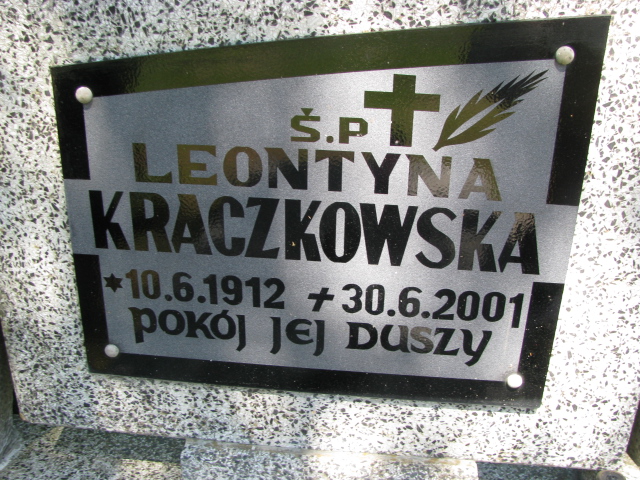 Ś.P
LEONTYNA
KRACZKOWSKA
*10.6.1912 +30.6.2001
POKÓJ JEJ DUSZY